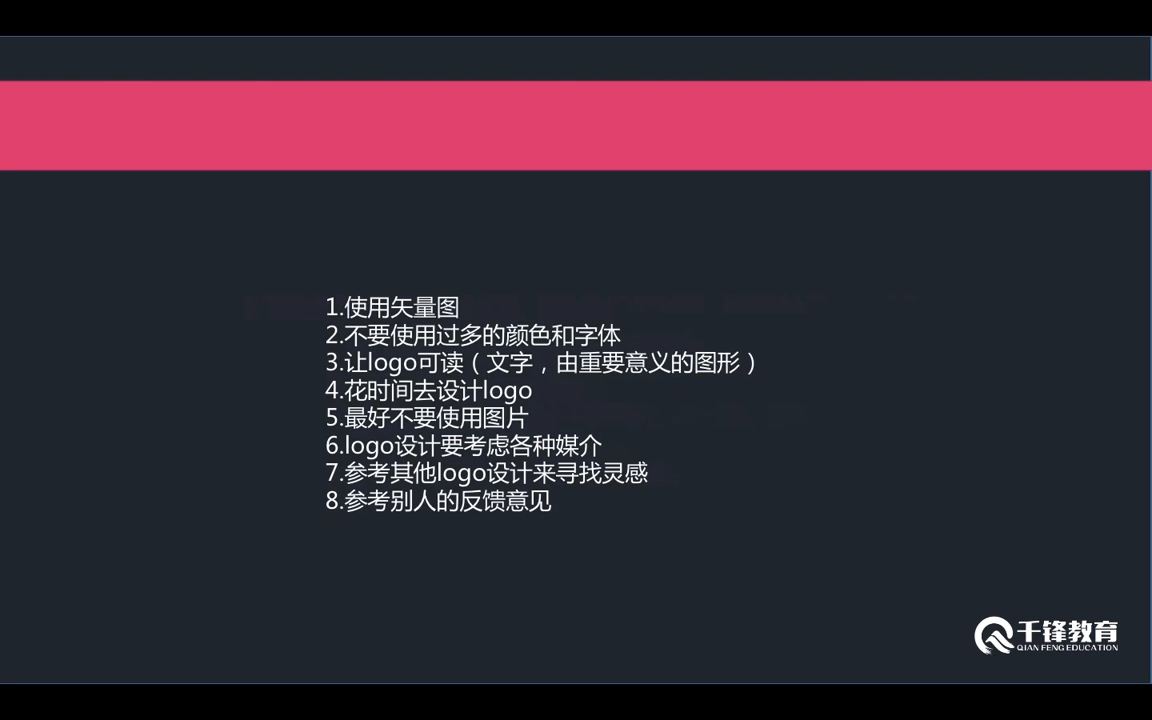 1.使用矢量图
2.不要使用过多的颜色和字体
3.让logo可读（文字，由重要意义的图形）
4.花时间去设计logo
5.最好不要使用图片
6.logo设计要考虑各种媒介
7.参考其他logo设计来寻找灵感
8.参考别人的反馈意见
千锋教育
QIAN FENG EDUCATION